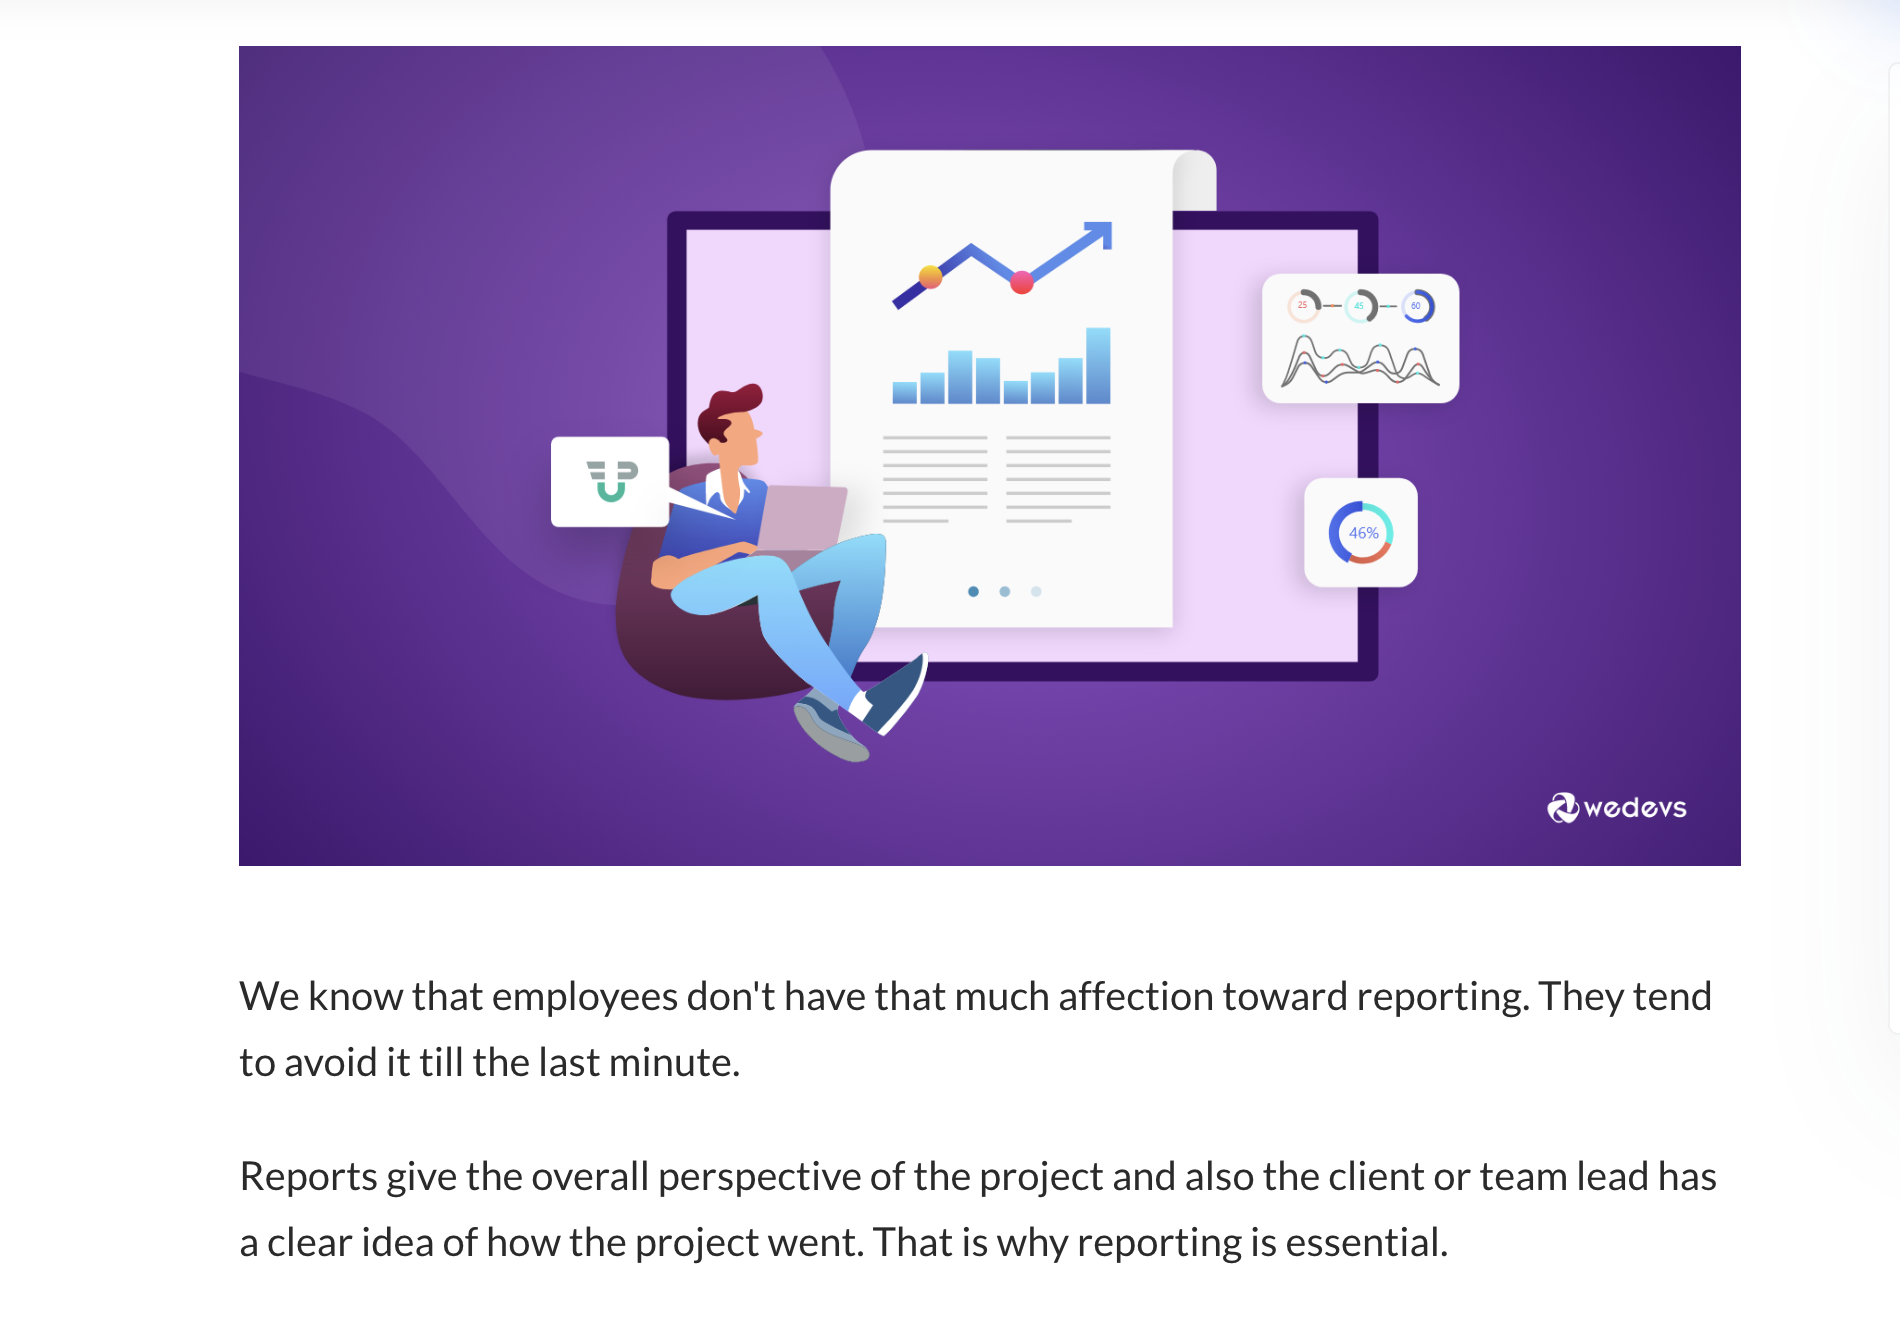 25
45
60
46%
wedevs
We know that employees don't have that much affection toward reporting. They tend
to avoid it till the last minute.
Reports give the overall perspective of the project and also the client or team lead has
a clear idea of how the project went. That is why reporting is essential.